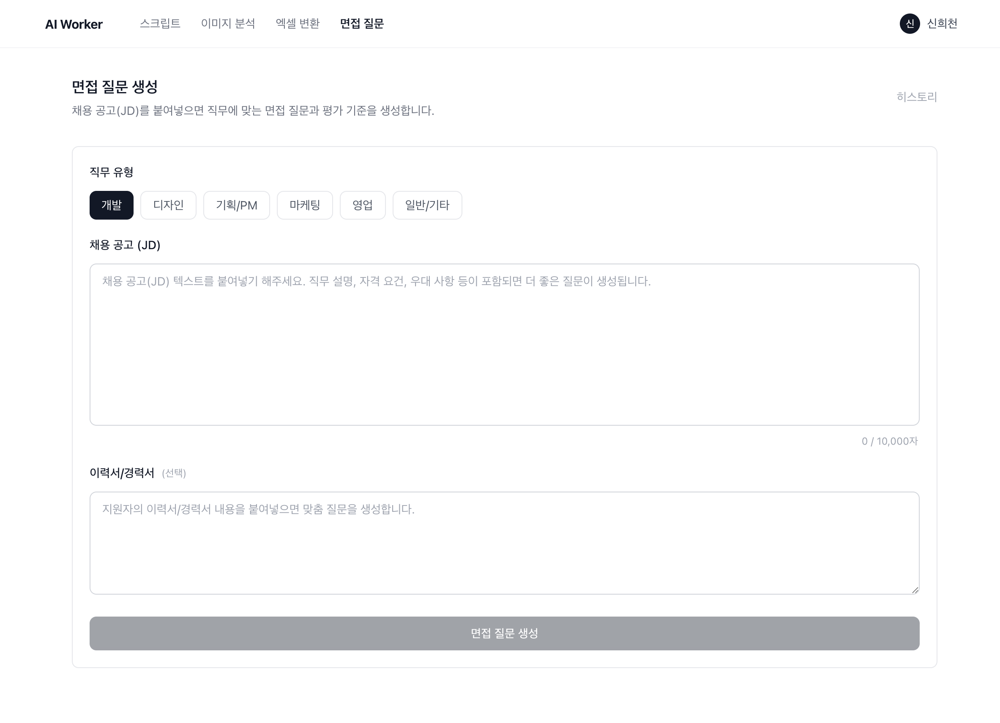 AI Worker 스크립트 이미지 분석 엑셀 변환 면접 질문 신 신희천
면접 질문 생성
히스토리
채용 공고(JD)를 붙여넣으면 직무에 맞는 면접 질문과 평가 기준을 생성합니다.
직무 유형
개발 디자인 기획/PM 마케팅 영업 일반/기타
채용 공고 (JD)
채용 공고(JD) 텍스트를 붙여넣기 해주세요. 직무 설명, 자격 요건, 우대 사항 등이 포함되면 더 좋은 질문이 생성됩니다.
0 / 10,000자
이력서/경력서 (선택)
지원자의 이력서/경력서 내용을 붙여넣으면 맞춤 질문을 생성합니다.
면접 질문 생성